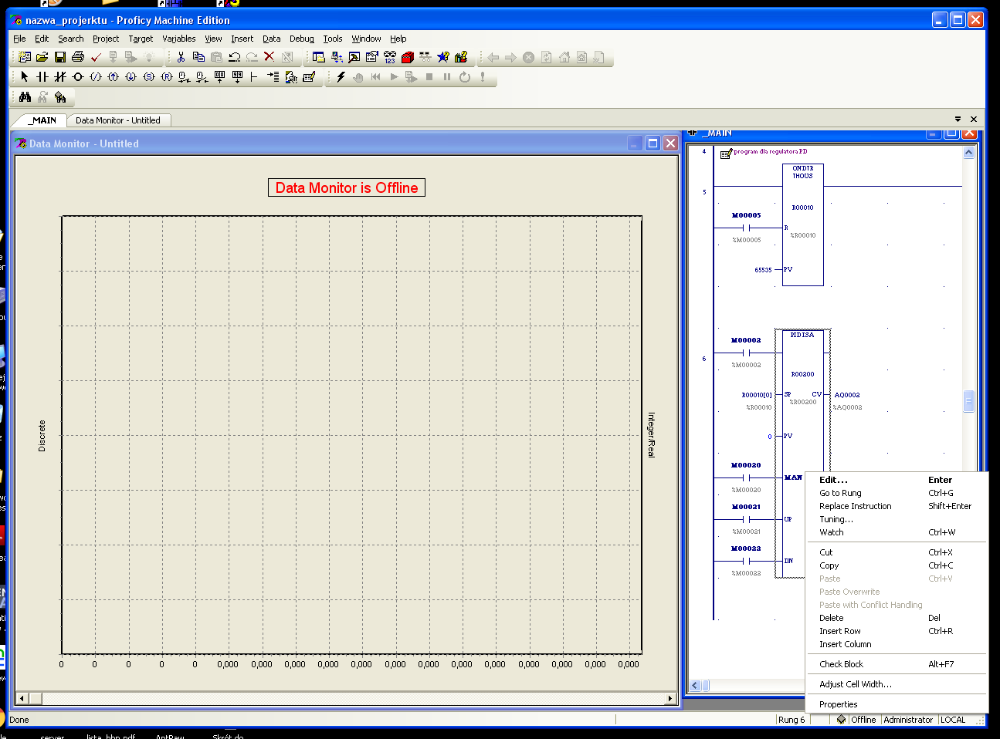 nazwa_projerktu - Proficy Machine Edition
File Edit Search Project Target Variables View Insert Data Debug Tools Window Help
_MAIN Data Monitor - Untitled
Data Monitor - Untitled
Data Monitor is Offline
Discrete
Integer/Real
0 0 0 0 0 0,000 0,000 0,000 0,000 0,000 0,000 0,000 0,000 0,000 0,000 0,000 0,000 0,000
_MAIN
4 program dla regulatora PD
ONDTR
THOUS
5
R00010
M00005
R
%R00010
%M00005
65535 PV
M00002
PIDISA
6
%M00002
R00200
R00010[0] SP CV AQ0002
%R00200
%R00010 %AQ0002
0 PV
M00020
MAN
%M00020
M00021
UP
%M00021
M00022
DN
%M00022
Edit... Enter
Go to Rung Ctrl+G
Replace Instruction Shift+Enter
Tuning...
Watch Ctrl+W
Cut Ctrl+X
Copy Ctrl+C
Paste Ctrl+V
Paste Overwrite
Paste with Conflict Handling
Delete Del
Insert Row Ctrl+R
Insert Column
Check Block Alt+F7
Adjust Cell Width...
Properties
Done Rung 6 Offline Administrator LOCAL
server lista_bhp.pdf AptRaw Skrót do